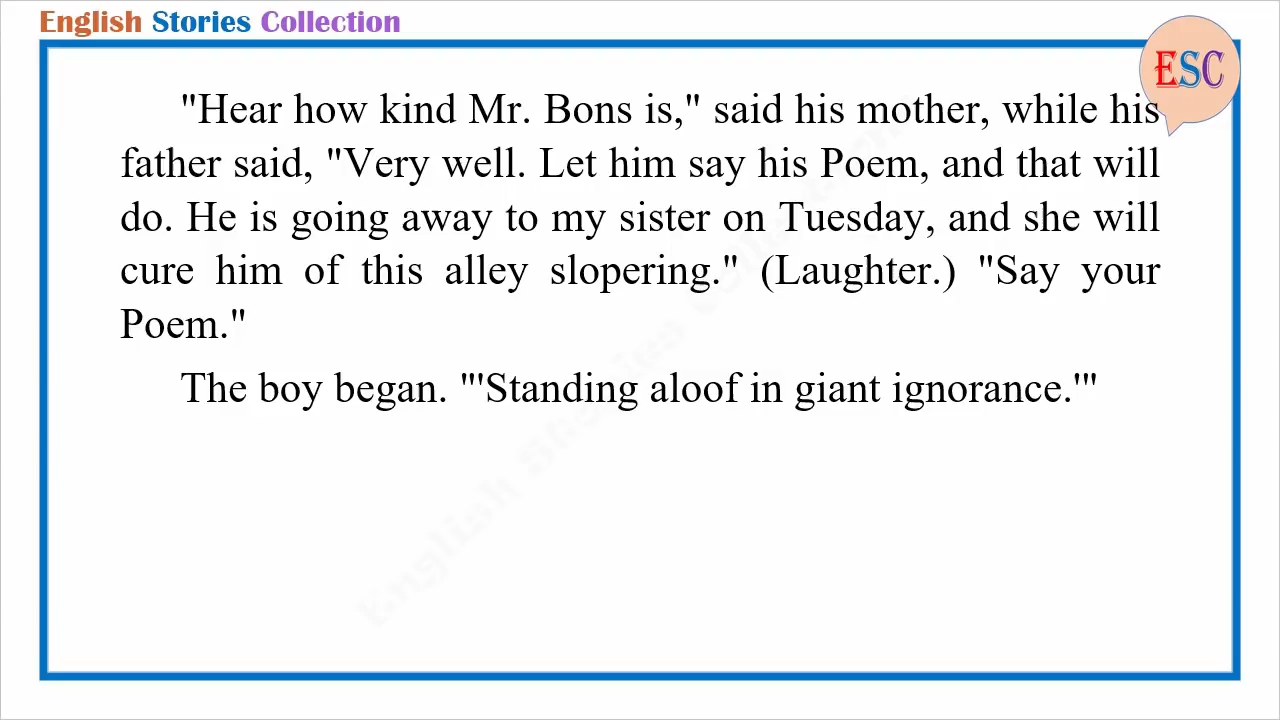 English Stories Collection
ESC
"Hear how kind Mr. Bons is," said his mother, while his
father said, "Very well. Let him say his Poem, and that will
do. He is going away to my sister on Tuesday, and she will
cure him of this alley slopering." (Laughter.) "Say your
Poem."
The boy began. "'Standing aloof in giant ignorance.'"
English Stories Collection